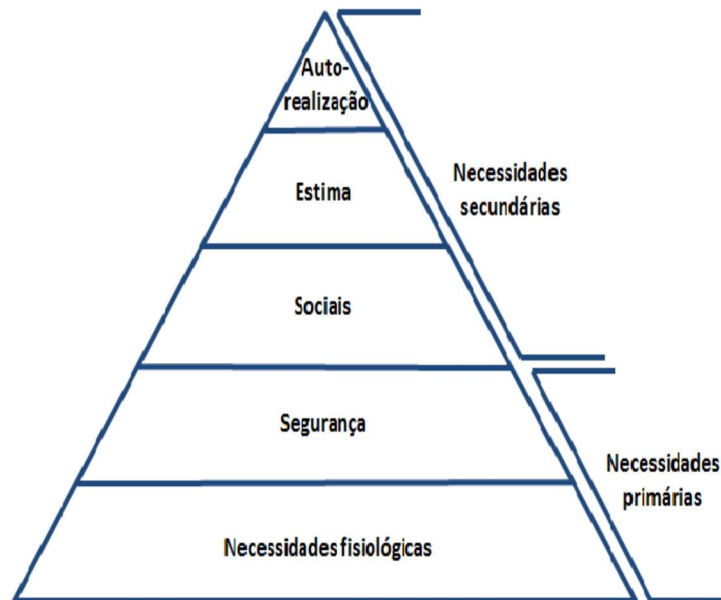 Auto-
realização
Estima
Necessidades
secundárias
Sociais
Segurança
Necessidades
primárias
Necessidades fisiológicas